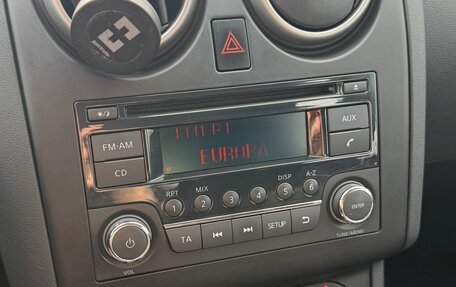 FM·AM
AUX
EUROPA
CD
RPT
MIX
DISP
A-Z
1
2
3
4
5
6
ENTER
TA
SETUP
VOL
TUNE/MENU